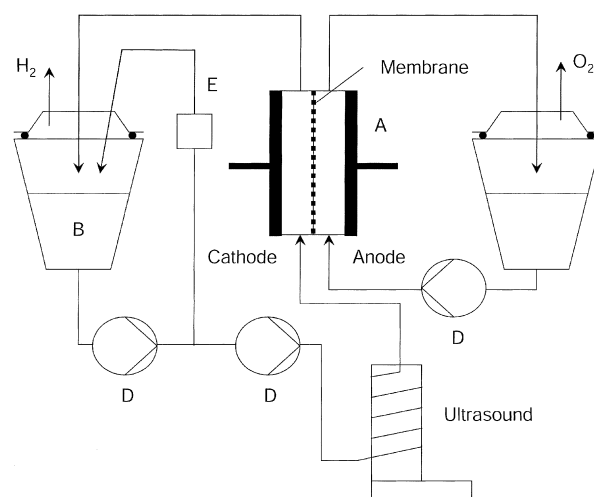 H₂
E
Membrane
O₂
A
B
Cathode
Anode
D
D
D
Ultrasound